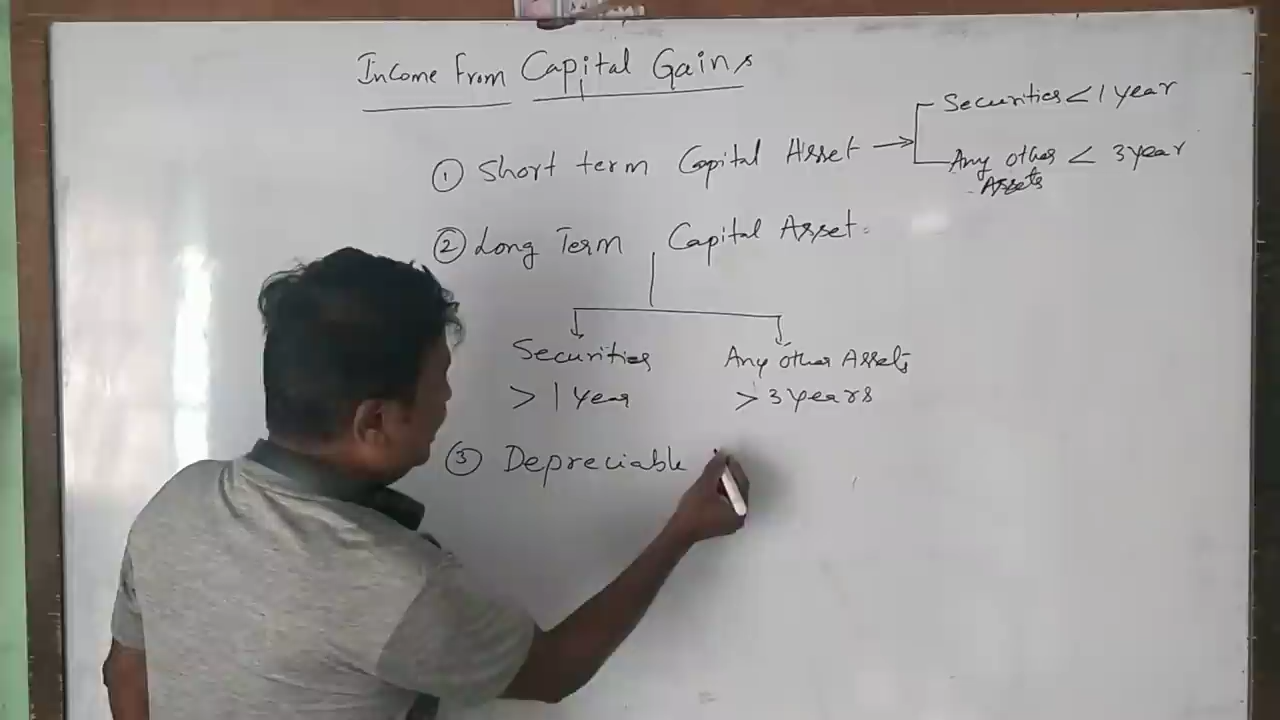 Income From Capital Gains
① Short term Capital Asset → Securities < 1 year
Any other < 3 year
Assets
② Long Term Capital Asset
Securities Any other Assets
> 1 year > 3 years
③ Depreciable